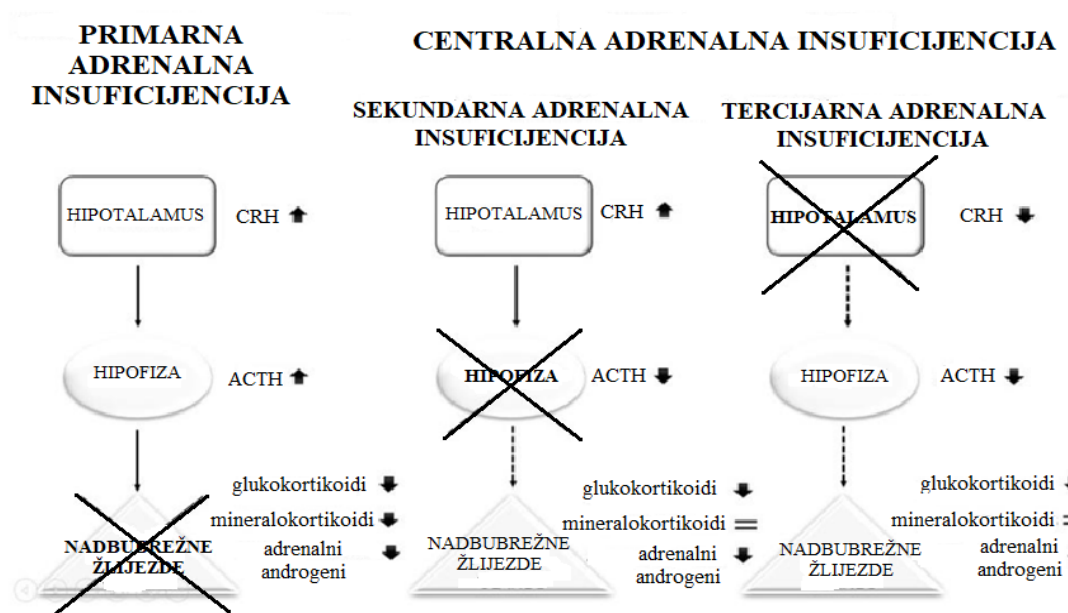 PRIMARNA
ADRENALNA
INSUFICIJENCIJA
CENTRALNA ADRENALNA INSUFICIJENCIJA
SEKUNDARNA ADRENALNA
INSUFICIJENCIJA
TERCIJARNA ADRENALNA
INSUFICIJENCIJA
HIPOTALAMUS
CRH
HIPOFIZA
ACTH
NADBUBREŽNE
ŽLIJEZDE
glukokortikoidi
mineralokortikoidi
adrenalni
androgeni
HIPOTALAMUS
CRH
HIPOFIZA
ACTH
NADBUBREŽNE
ŽLIJEZDE
glukokortikoidi
mineralokortikoidi
adrenalni
androgeni
HIPOTALAMUS
CRH
HIPOFIZA
ACTH
NADBUBREŽNE
ŽLIJEZDE
glukokortikoidi
mineralokortikoidi
adrenalni
androgeni